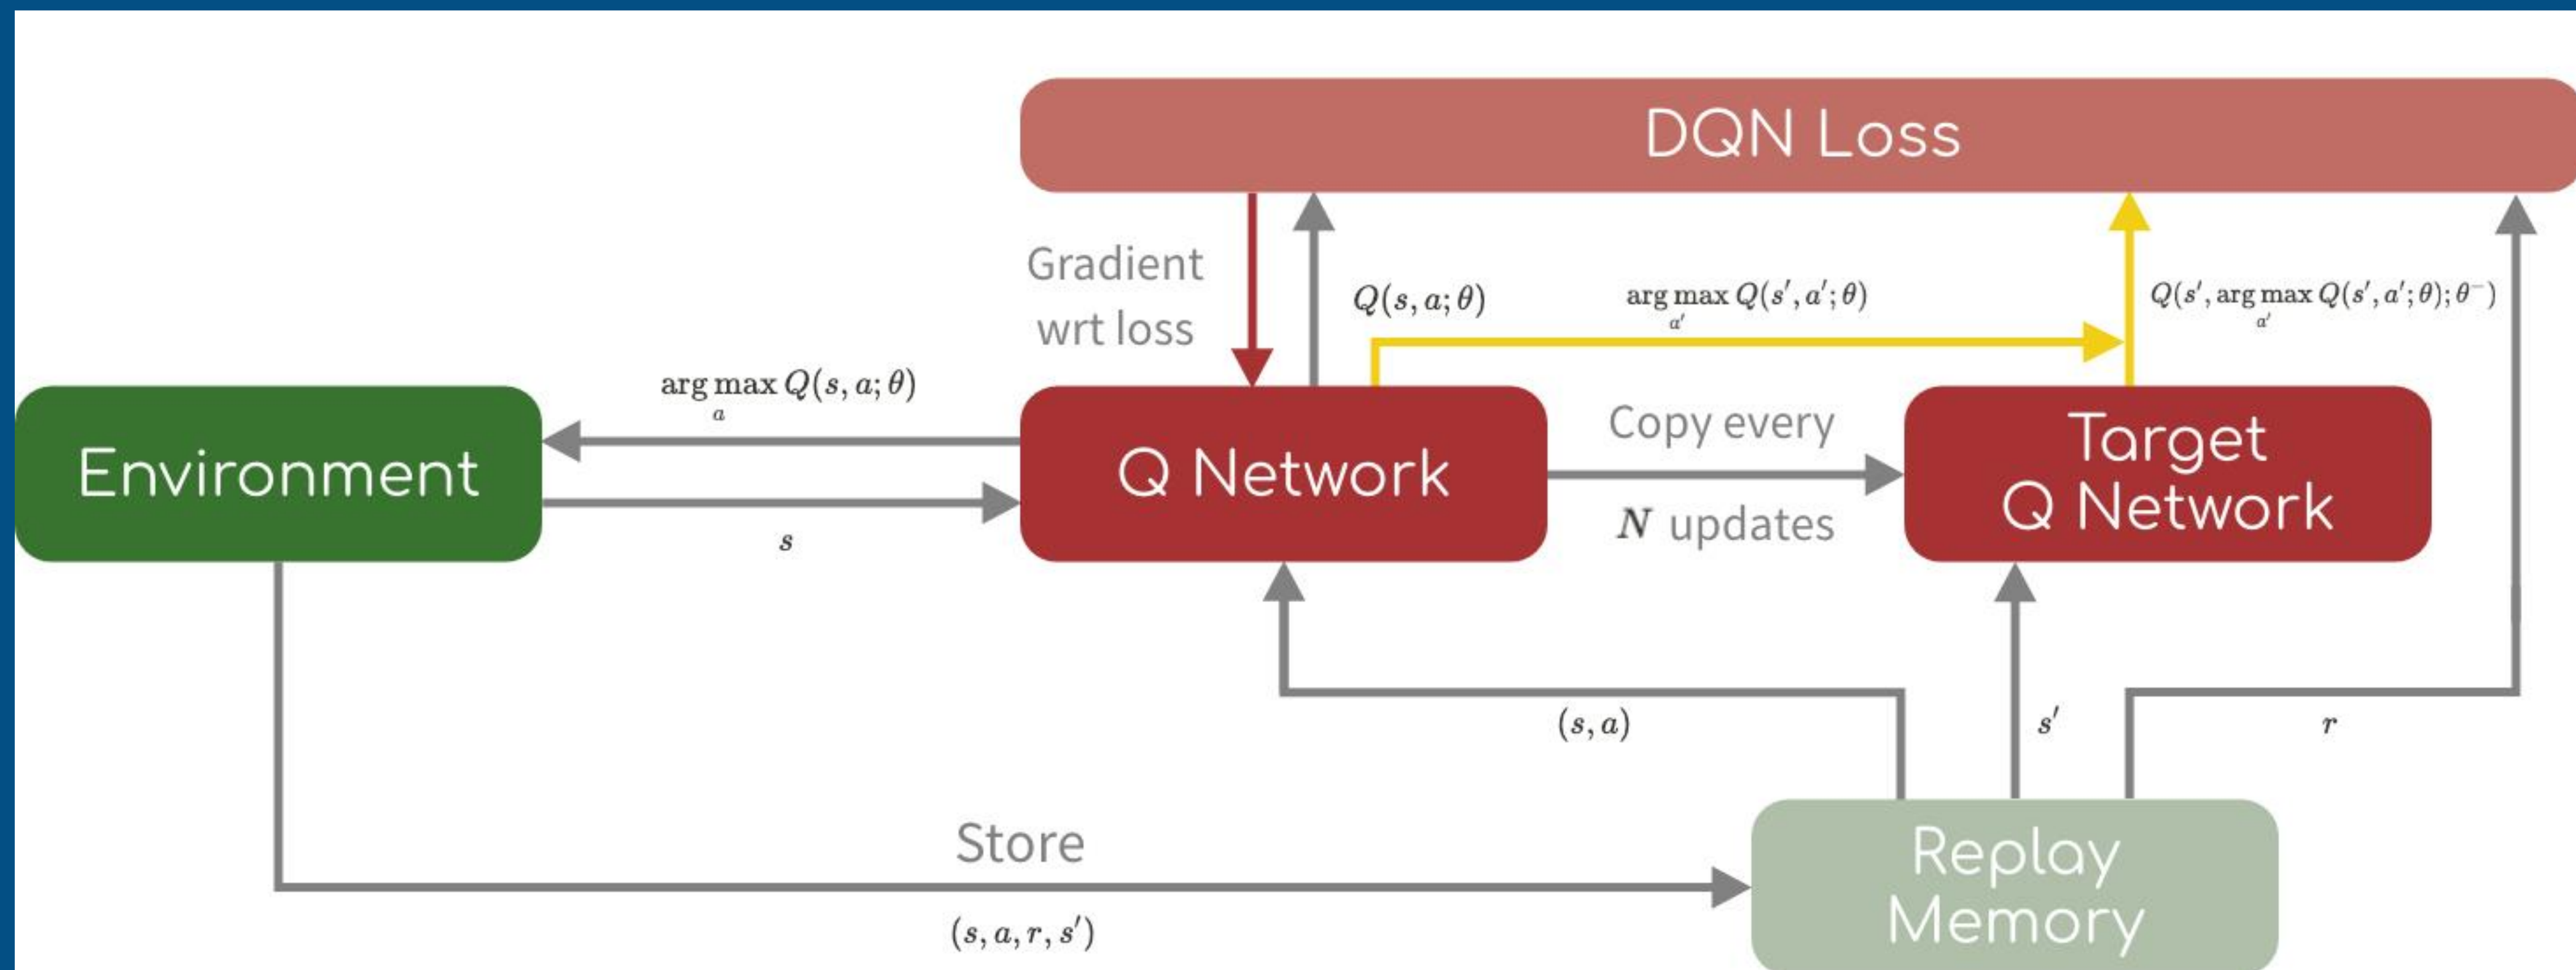 DQN Loss
Gradient
wrt loss
Q(s, a; θ)
arg max Q(s′, a′; θ)
a′
Q(s′, arg max Q(s′, a′; θ); θ⁻)
a′
arg max Q(s, a; θ)
a
Environment
s
Q Network
Copy every
N updates
Target
Q Network
(s, a)
s′
r
Store
(s, a, r, s′)
Replay
Memory